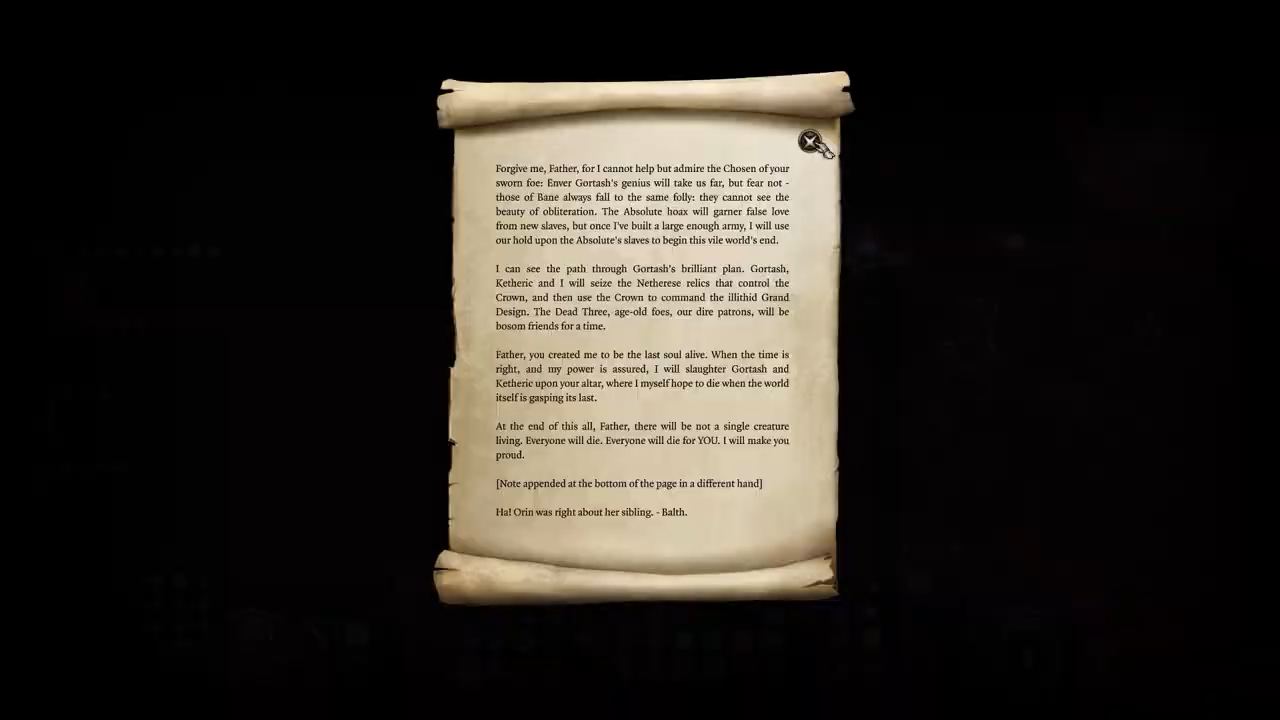 Forgive me, Father, for I cannot help but admire the Chosen of your
sworn foe: Enver Gortash's genius will take us far, but fear not -
those of Bane always fall to the same folly: they cannot see the
beauty of obliteration. The Absolute hoax will garner false love
from new slaves, but once I've built a large enough army, I will use
our hold upon the Absolute's slaves to begin this vile world's end.
I can see the path through Gortash's brilliant plan. Gortash,
Ketheric and I will seize the Netherese relics that control the
Crown, and then use the Crown to command the illithid Grand
Design. The Dead Three, age-old foes, our dire patrons, will be
bosom friends for a time.
Father, you created me to be the last soul alive. When the time is
right, and my power is assured, I will slaughter Gortash and
Ketheric upon your altar, where I myself hope to die when the world
itself is gasping its last.
At the end of this all, Father, there will be not a single creature
living. Everyone will die. Everyone will die for YOU. I will make you
proud.
[Note appended at the bottom of the page in a different hand]
Ha! Orin was right about her sibling. - Balth.